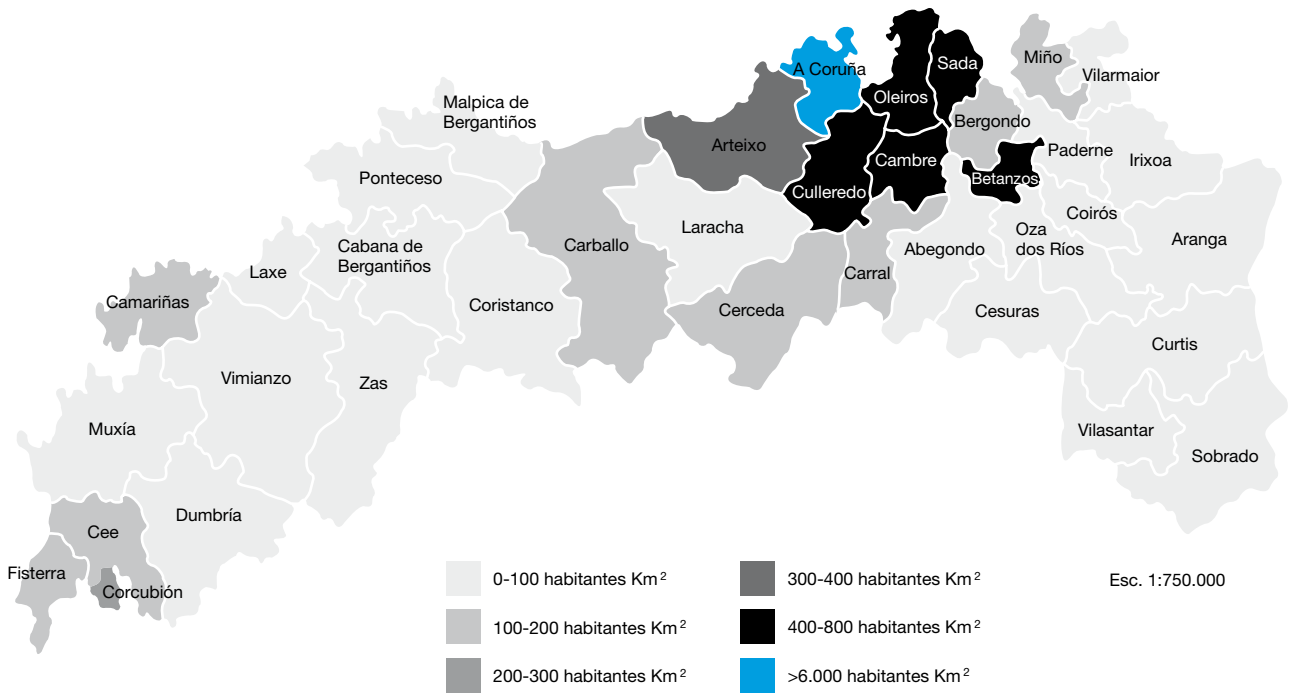 A Coruña
Sada
Miño
Vilarmaior
Malpica de
Bergantiños
Oleiros
Bergondo
Arteixo
Cambre
Paderne
Irixoa
Ponteceso
Culleredo
Betanzos
Laracha
Coirós
Cabana de
Bergantiños
Carballo
Abegondo
Oza
dos Ríos
Aranga
Laxe
Carral
Camariñas
Coristanco
Cerceda
Cesuras
Curtis
Vimianzo
Zas
Muxía
Vilasantar
Sobrado
Dumbría
Cee
Fisterra
Corcubión
0-100 habitantes Km²
100-200 habitantes Km²
200-300 habitantes Km²
300-400 habitantes Km²
400-800 habitantes Km²
>6.000 habitantes Km²
Esc. 1:750.000